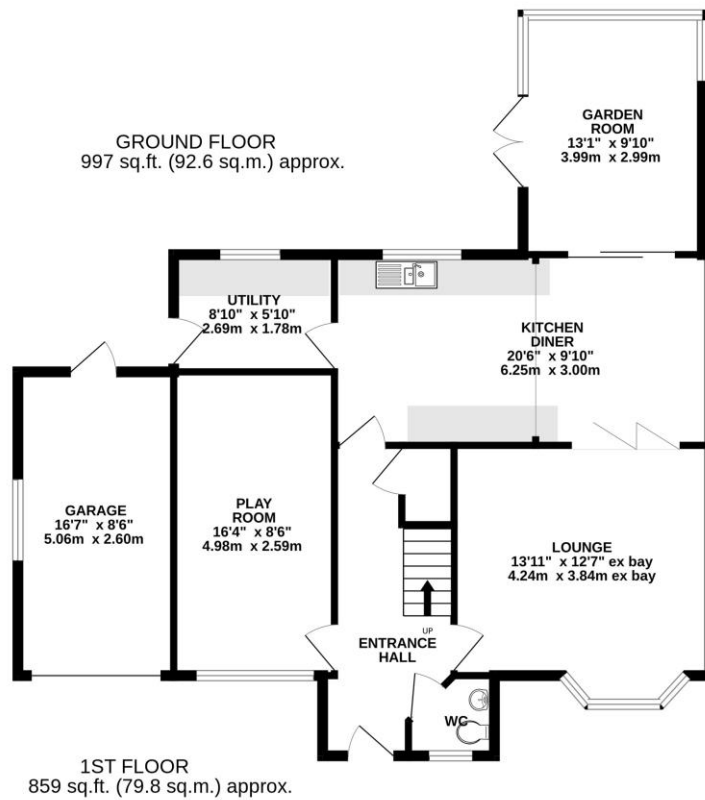 GROUND FLOOR
997 sq.ft. (92.6 sq.m.) approx.
GARDEN
ROOM
13'1" x 9'10"
3.99m x 2.99m
UTILITY
8'10" x 5'10"
2.69m x 1.78m
KITCHEN
DINER
20'6" x 9'10"
6.25m x 3.00m
GARAGE
16'7" x 8'6"
5.06m x 2.60m
PLAY
ROOM
16'4" x 8'6"
4.98m x 2.59m
LOUNGE
13'11" x 12'7" ex bay
4.24m x 3.84m ex bay
UP
ENTRANCE
HALL
WC
1ST FLOOR
859 sq.ft. (79.8 sq.m.) approx.